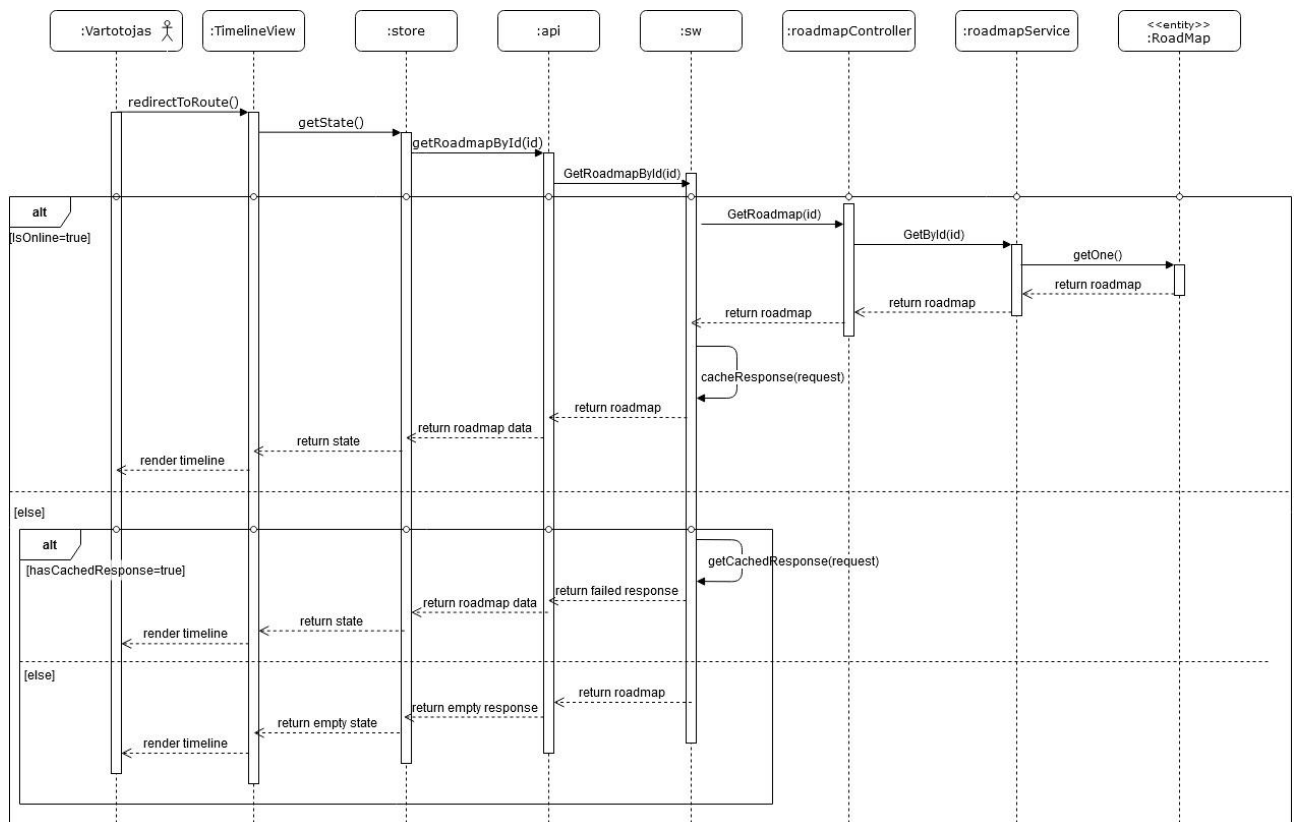 :Vartotojas
:TimelineView
:store
:api
:sw
:roadmapController
:roadmapService
<<entity>>
:RoadMap
redirectToRoute()
getState()
getRoadmapById(id)
GetRoadmapById(id)
alt
[IsOnline=true]
GetRoadmap(id)
GetById(id)
getOne()
return roadmap
return roadmap
return roadmap
cacheResponse(request)
return roadmap
return roadmap data
return state
render timeline
[else]
alt
[hasCachedResponse=true]
getCachedResponse(request)
return failed response
return roadmap data
return state
render timeline
[else]
return roadmap
return empty response
return empty state
render timeline